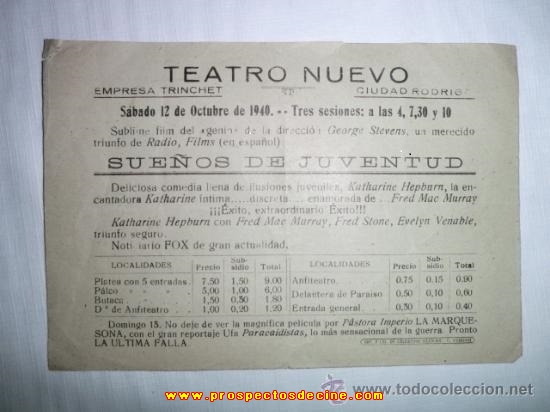 TEATRO NUEVO
EMPRESA TRINCHET CIUDAD RODRIGO
Sábado 12 de Octubre de 1940. -- Tres sesiones: a las 4, 7,30 y 10
Sublime film del «genio» de la dirección George Stevens, un merecido
triunfo de Radio, Films (en español)
SUEÑOS DE JUVENTUD
Deliciosa comedia llena de ilusiones juveniles, Katharine Hepburn, la en-
cantadora Katharine íntima.....discreta... enamorada de... Fred Mac Murray
¡¡¡Éxito, extraordinario Éxito!!!
Katharine Hepburn con Fred Mac Murray, Fred Stone, Evelyn Venable,
triunfo seguro.
Noticiario FOX de gran actualidad.
LOCALIDADES Precio Sub-sidio Total
Platea con 5 entradas. 7.50 1,50 9.00
Palco » » » 5,00 1,00 6,00
Butaca » » » 1,50 0,30 1.80
D.ª de Anfiteatro » 1,00 0,20 1.20
LOCALIDADES Precio Sub-sidio Total
Anfiteatro. 0.75 0,15 0.90
Delantera de Paraiso 0,50 0.10 0.60
Entrada general . . 0,50 0.10 0.60
Domingo 13. No deje de ver la magnífica película por Pastora Imperio LA MARQUE-
SONA, con el gran reportaje Ufa Paracaidistas, lo más sensacional de la guerra. Pronto
LA ULTIMA FALLA.
www.prospectosdecine.com
todocoleccion.net